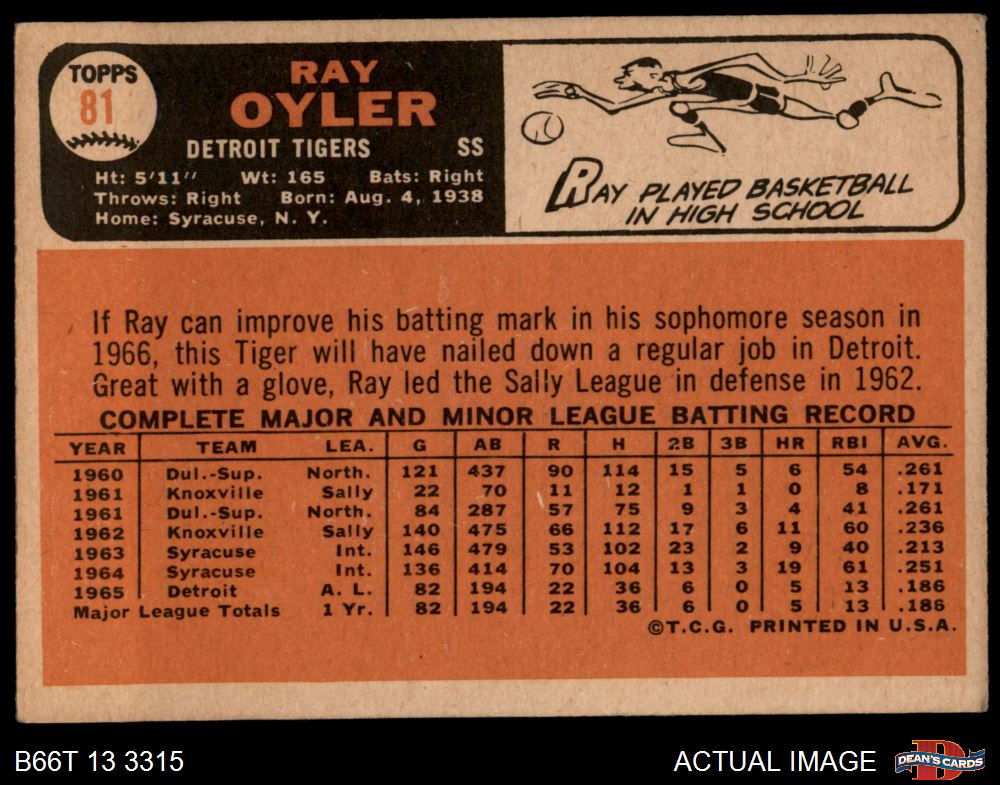 TOPPS
81
RAY
OYLER
DETROIT TIGERS SS
Ht: 5'11" Wt: 165 Bats: Right
Throws: Right Born: Aug. 4, 1938
Home: Syracuse, N. Y.
RAY PLAYED BASKETBALL
IN HIGH SCHOOL
If Ray can improve his batting mark in his sophomore season in
1966, this Tiger will have nailed down a regular job in Detroit.
Great with a glove, Ray led the Sally League in defense in 1962.
COMPLETE MAJOR AND MINOR LEAGUE BATTING RECORD
YEAR TEAM LEA. G AB R H 2B 3B HR RBI AVG.
1960 Dul.-Sup. North. 121 437 90 114 15 5 6 54 .261
1961 Knoxville Sally 22 70 11 12 1 1 0 8 .171
1961 Dul.-Sup. North. 84 287 57 75 9 3 4 41 .261
1962 Knoxville Sally 140 475 66 112 17 6 11 60 .236
1963 Syracuse Int. 146 479 53 102 23 2 9 40 .213
1964 Syracuse Int. 136 414 70 104 13 3 19 61 .251
1965 Detroit A. L. 82 194 22 36 6 0 5 13 .186
Major League Totals 1 Yr. 82 194 22 36 6 0 5 13 .186
©T.C.G. PRINTED IN U.S.A.
B66T 13 3315
ACTUAL IMAGE
D
DEAN'S CARDS